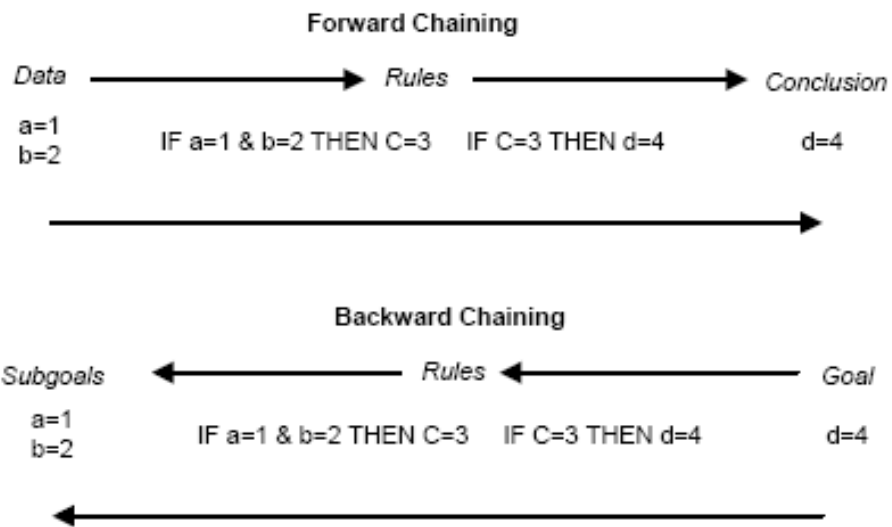 Forward Chaining
Data Rules Conclusion
a=1
b=2
IF a=1 & b=2 THEN C=3 IF C=3 THEN d=4 d=4
Backward Chaining
Subgoals Rules Goal
a=1
b=2
IF a=1 & b=2 THEN C=3 IF C=3 THEN d=4 d=4